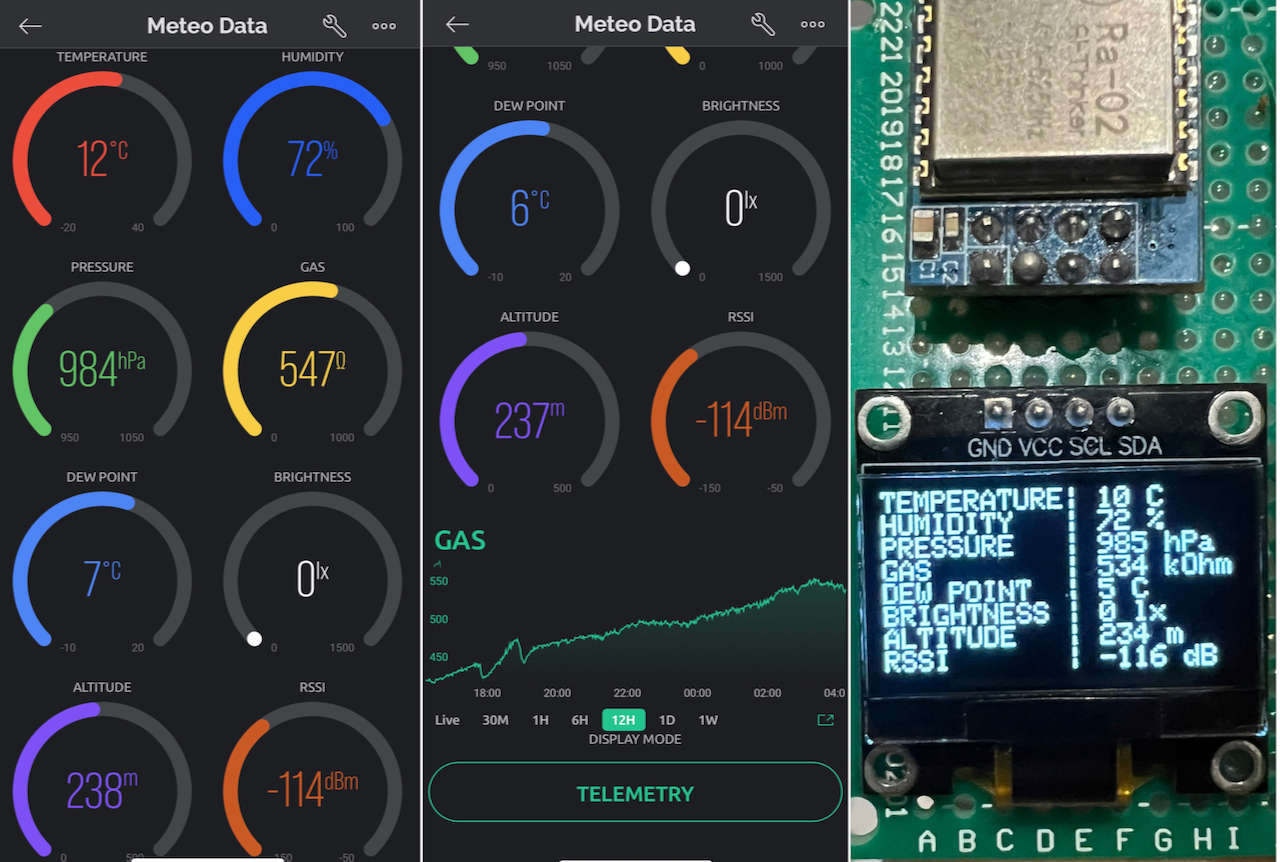 Meteo Data
TEMPERATURE HUMIDITY
12°C 72%
-20 40 0 100
PRESSURE GAS
984hPa 547Ω
950 1050 0 1000
DEW POINT BRIGHTNESS
7°C 0lx
-10 20 0 1500
ALTITUDE RSSI
238m -114dBm
0 500 -150 -50
Meteo Data
950 1050 0 1000
DEW POINT BRIGHTNESS
6°C 0lx
-10 20 0 1500
ALTITUDE RSSI
237m -114dBm
0 500 -150 -50
GAS
550
500
450
18:00 20:00 22:00 00:00 02:00 04:0
Live 30M 1H 6H 12H 1D 1W
DISPLAY MODE
TELEMETRY
Ra-02
Ai-Thinker
22
21
20
19
18
17
16
15
14
13
C1 C2
GND VCC SCL SDA
TEMPERATURE¦ 10 C
HUMIDITY ¦ 72 %
PRESSURE ¦ 985 hPa
GAS ¦ 534 kOhm
DEW POINT ¦ 5 C
BRIGHTNESS¦ 0 lx
ALTITUDE ¦ 234 m
RSSI ¦ -116 dB
A B C D E F G H I